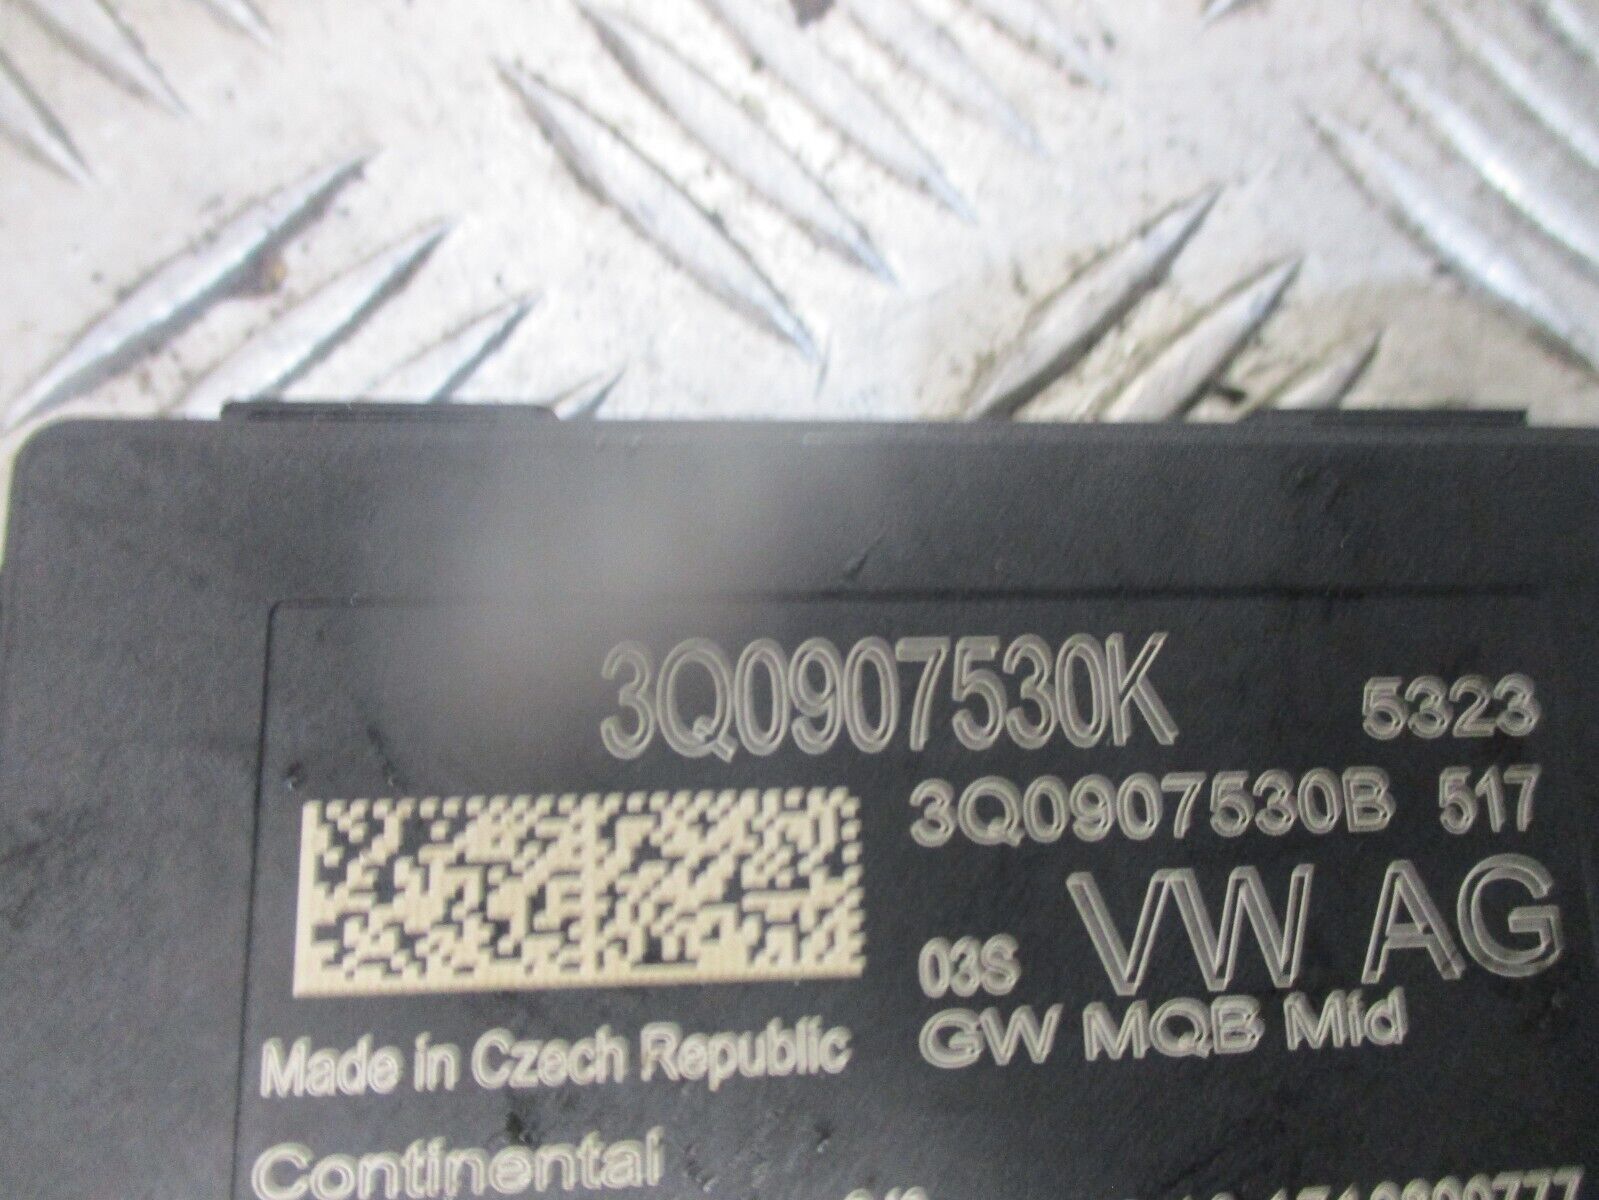 3Q0907530K 5323
3Q0907530B 517
03S VW AG
GW MQB Mid
Made in Czech Republic
Continental